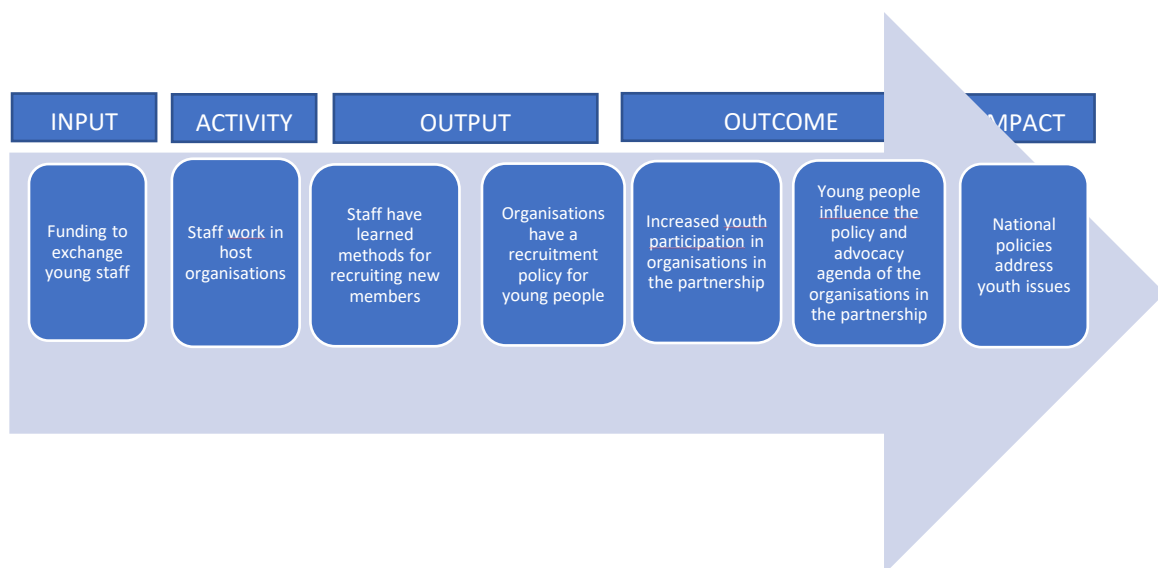 INPUT
ACTIVITY
OUTPUT
OUTCOME
MPACT
Funding to
exchange
young staff
Staff work in
host
organisations
Staff have
learned
methods for
recruiting new
members
Organisations
have a
recruitment
policy for
young people
Increased youth
participation in
organisations in
the partnership
Young people
influence the
policy and
advocacy
agenda of the
organisations in
the partnership
National
policies
address
youth issues